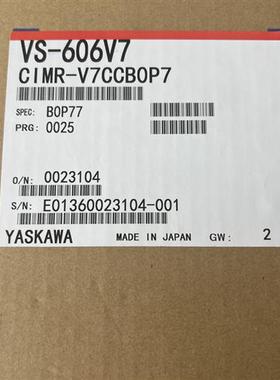 VS-606V7
CIMR-V7CCB0P7
SPEC: B0P77
PRG: 0025
O/N: 0023104
S/N: E01360023104-001
YASKAWA MADE IN JAPAN GW: 2